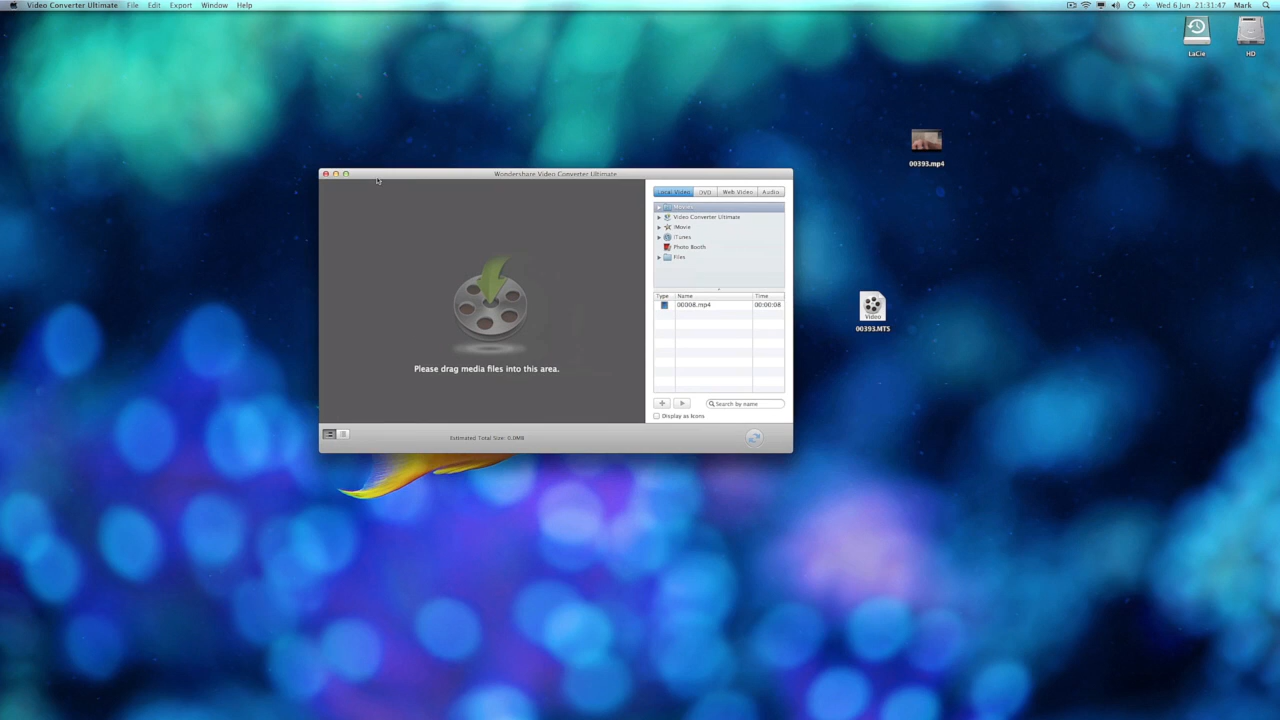 Video Converter Ultimate File Edit Export Window Help Wed 6 Jun 21:31:47 Mark
LaCie HD
00393.mp4
Wondershare Video Converter Ultimate
Local Video DVD Web Video Audio
Movies
Video Converter Ultimate
iMovie
iTunes
Photo Booth
Files
Type Name Time
00008.mp4 00:00:08
Video
00393.MTS
Please drag media files into this area.
Search by name
Display as Icons
Estimated Total Size: 0.0MB